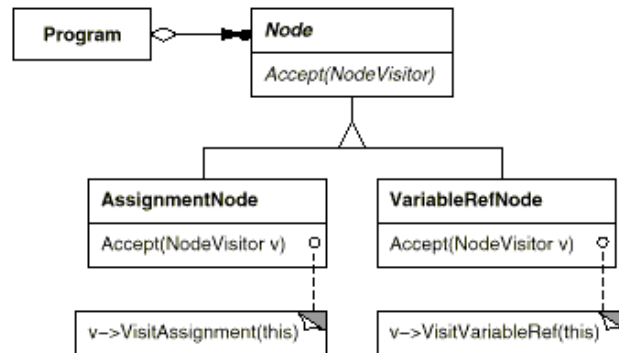 Program
Node
Accept(NodeVisitor)
AssignmentNode
Accept(NodeVisitor v)
VariableRefNode
Accept(NodeVisitor v)
v->VisitAssignment(this)
v->VisitVariableRef(this)